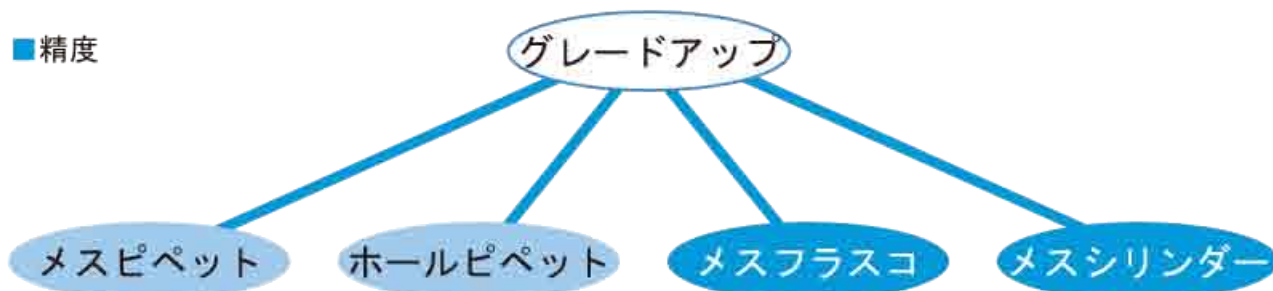 ■精度
グレードアップ
メスピペット
ホールピペット
メスフラスコ
メスシリンダー